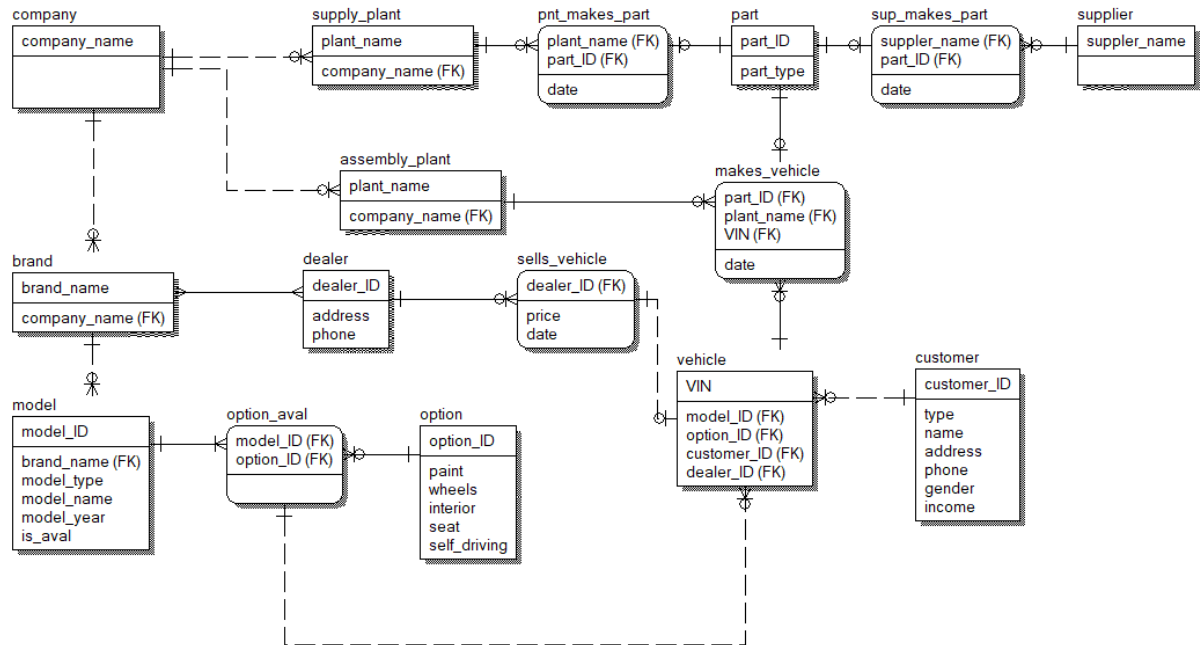 company
company_name
supply_plant
plant_name
company_name (FK)
pnt_makes_part
plant_name (FK)
part_ID (FK)
date
part
part_ID
part_type
sup_makes_part
suppler_name (FK)
part_ID (FK)
date
supplier
suppler_name
assembly_plant
plant_name
company_name (FK)
makes_vehicle
part_ID (FK)
plant_name (FK)
VIN (FK)
date
brand
brand_name
company_name (FK)
dealer
dealer_ID
address
phone
sells_vehicle
dealer_ID (FK)
price
date
vehicle
VIN
model_ID (FK)
option_ID (FK)
customer_ID (FK)
dealer_ID (FK)
customer
customer_ID
type
name
address
phone
gender
income
model
model_ID
brand_name (FK)
model_type
model_name
model_year
is_aval
option_aval
model_ID (FK)
option_ID (FK)
option
option_ID
paint
wheels
interior
seat
self_driving